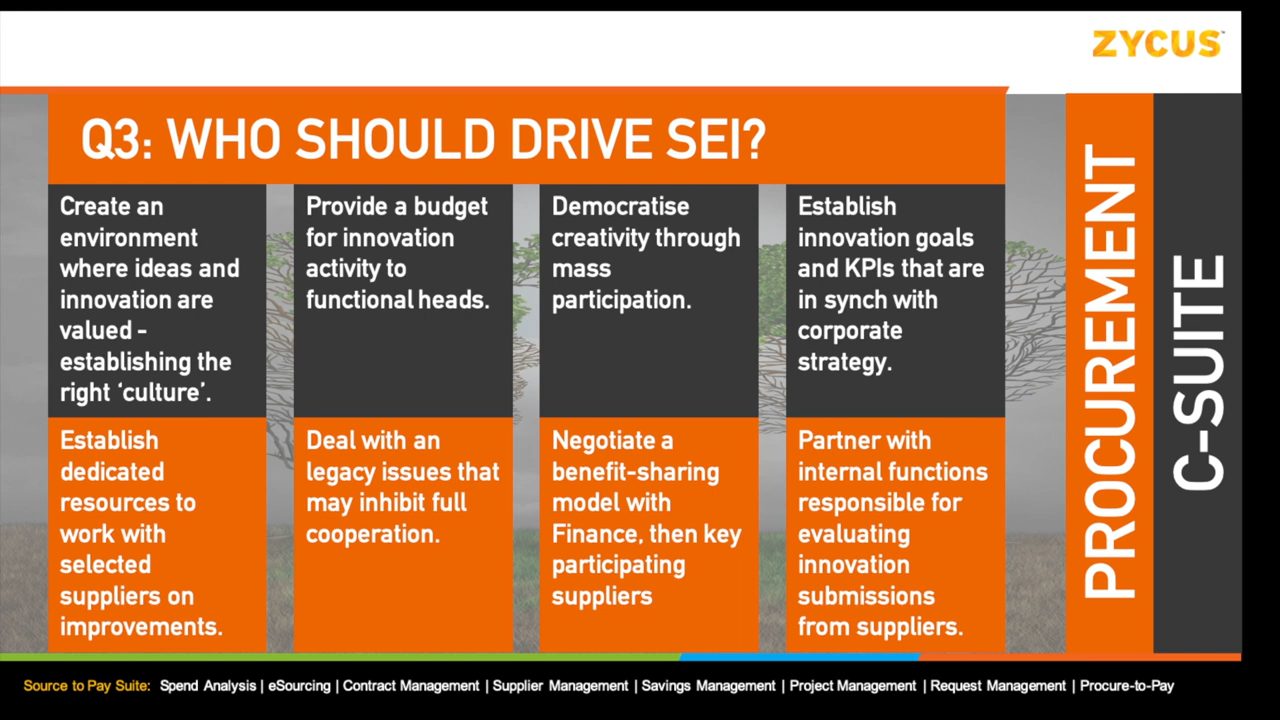 ZYCUS™
Q3: WHO SHOULD DRIVE SEI?
Create an
environment
where ideas and
innovation are
valued -
establishing the
right ‘culture’.
Provide a budget
for innovation
activity to
functional heads.
Democratise
creativity through
mass
participation.
Establish
innovation goals
and KPIs that are
in synch with
corporate
strategy.
Establish
dedicated
resources to
work with
selected
suppliers on
improvements.
Deal with an
legacy issues that
may inhibit full
cooperation.
Negotiate a
benefit-sharing
model with
Finance, then key
participating
suppliers
Partner with
internal functions
responsible for
evaluating
innovation
submissions
from suppliers.
PROCUREMENT
C-SUITE
Source to Pay Suite: Spend Analysis | eSourcing | Contract Management | Supplier Management | Savings Management | Project Management | Request Management | Procure-to-Pay